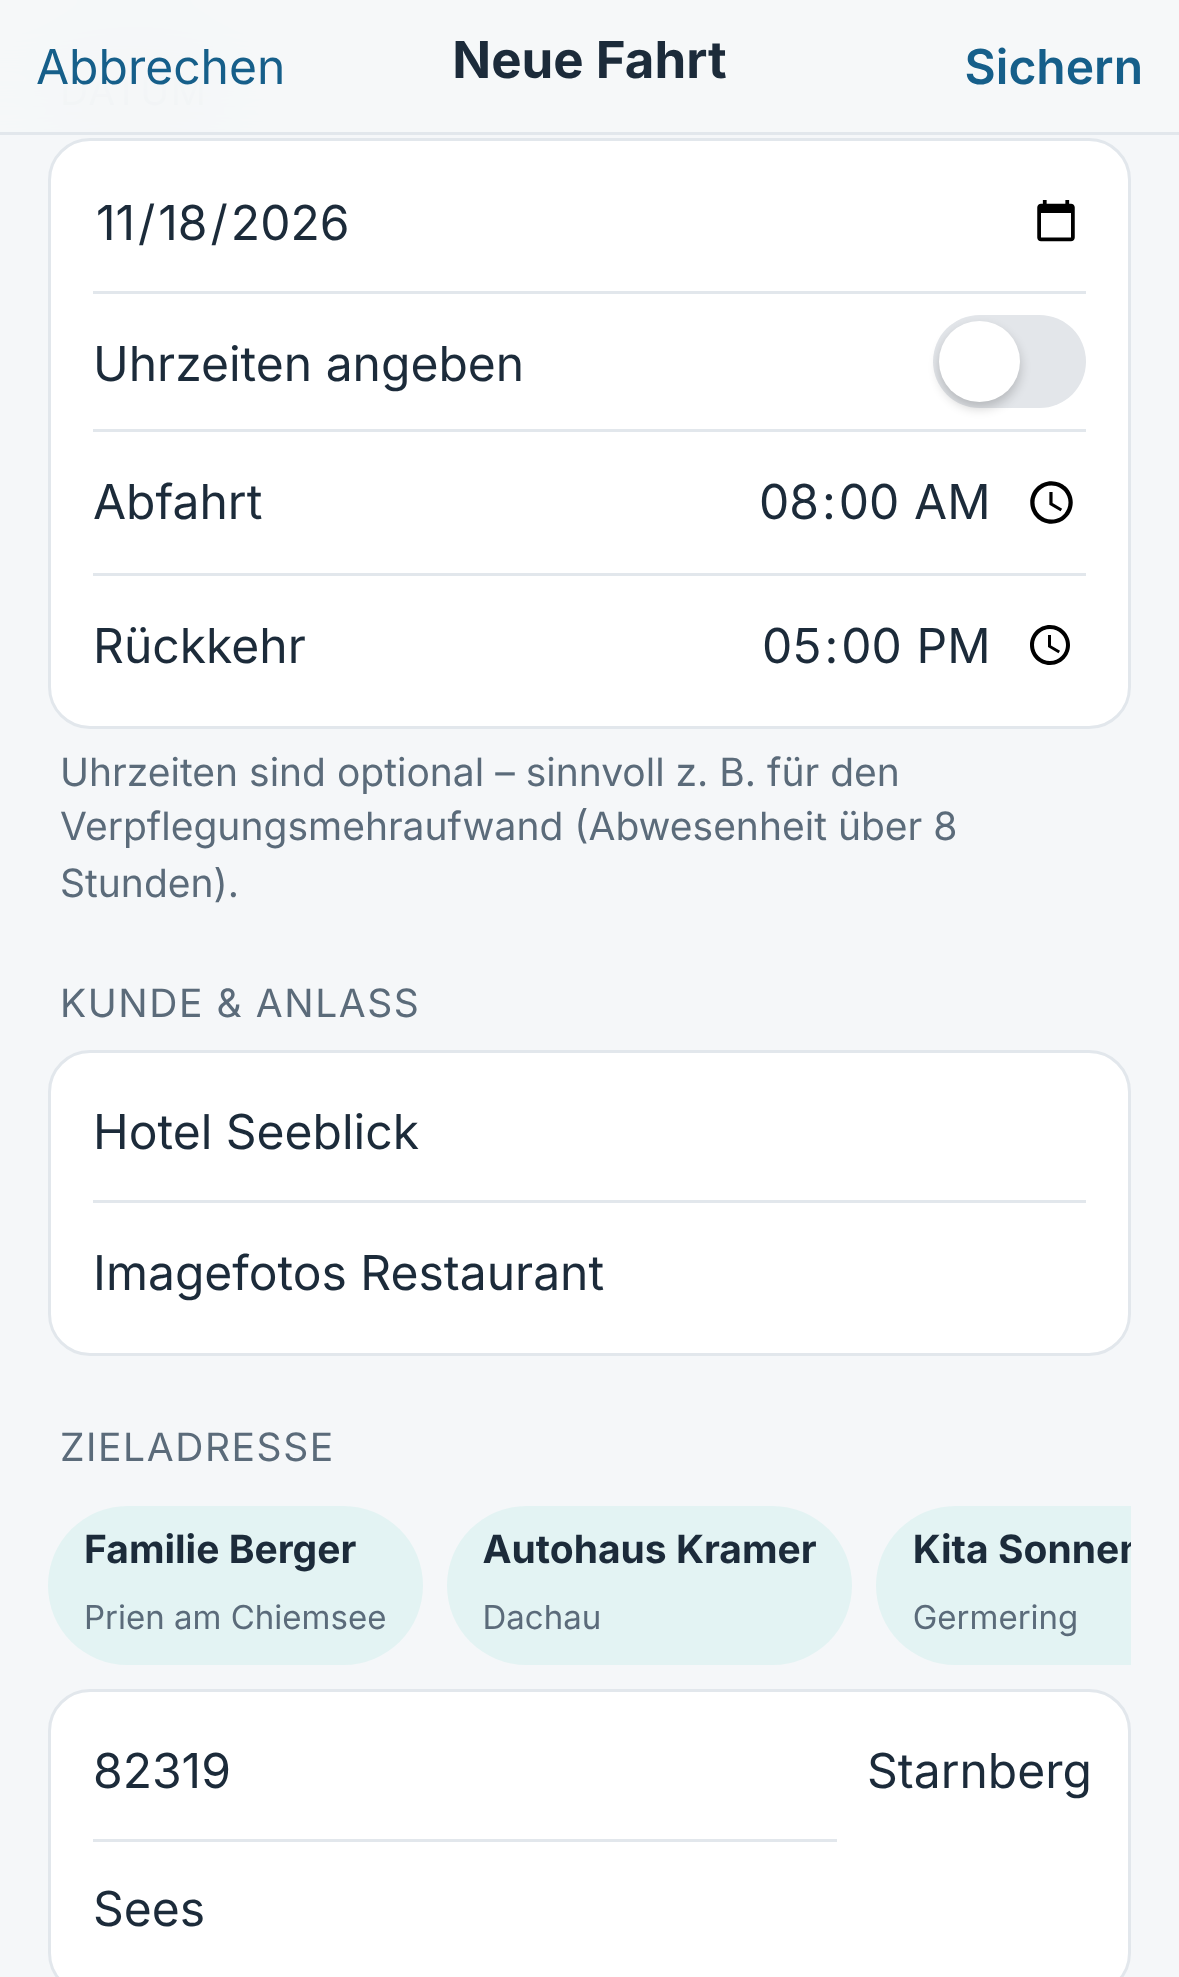 Abbrechen
Neue Fahrt
Sichern
DATUM
11/18/2026
Uhrzeiten angeben
Abfahrt
08:00 AM
Rückkehr
05:00 PM
Uhrzeiten sind optional – sinnvoll z. B. für den
Verpflegungsmehraufwand (Abwesenheit über 8
Stunden).
KUNDE & ANLASS
Hotel Seeblick
Imagefotos Restaurant
ZIELADRESSE
Familie Berger
Prien am Chiemsee
Autohaus Kramer
Dachau
Kita
Germering
82319
Starnberg
Sees